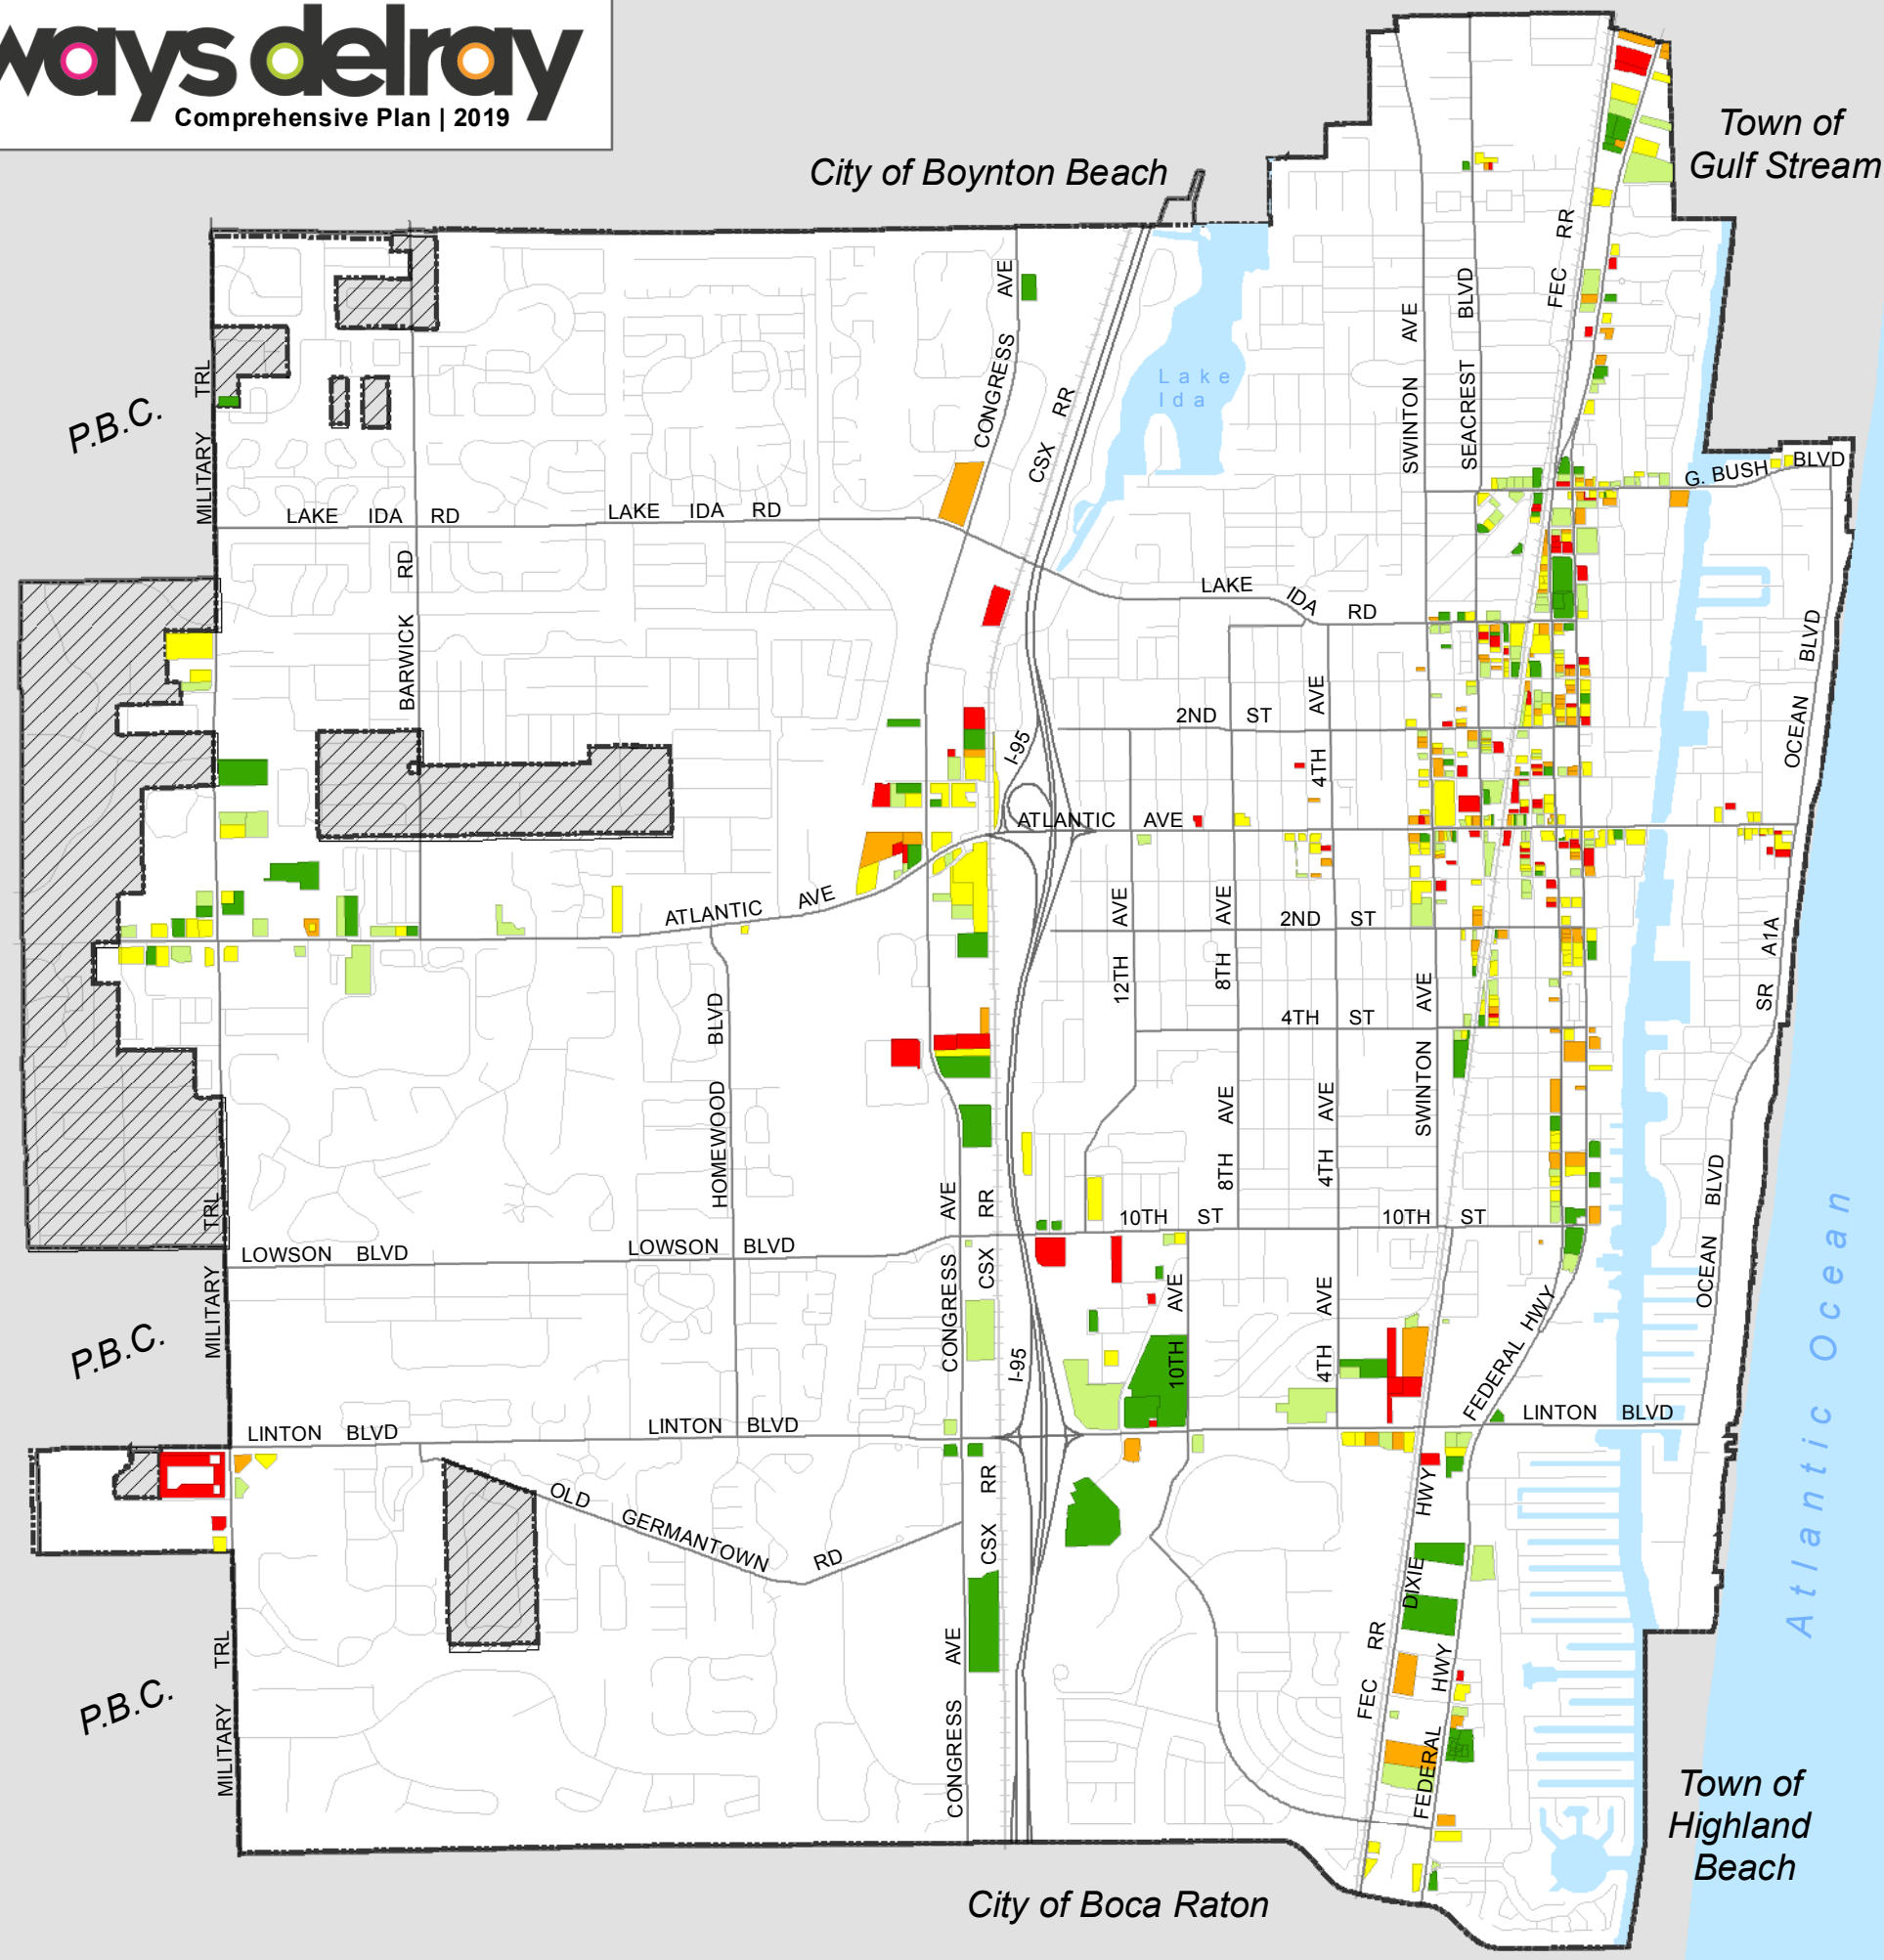 ways delray
Comprehensive Plan | 2019
City of Boynton Beach
Town of
Gulf Stream
P.B.C.
MILITARY TRL
CONGRESS AVE
CSX RR
Lake
Ida
SWINTON AVE
SEACREST BLVD
FEC RR
G. BUSH BLVD
LAKE IDA RD
LAKE IDA RD
BARWICK RD
LAKE IDA RD
OCEAN BLVD
2ND ST
4TH AVE
I-95
ATLANTIC AVE
ATLANTIC AVE
12TH AVE
8TH AVE
2ND ST
SR A1A
HOMEWOOD BLVD
4TH ST
SWINTON AVE
8TH AVE
4TH AVE
10TH ST
10TH ST
OCEAN BLVD
MILITARY TRL
LOWSON BLVD
LOWSON BLVD
CONGRESS AVE
CSX RR
I-95
10TH AVE
4TH AVE
FEDERAL HWY
P.B.C.
LINTON BLVD
LINTON BLVD
LINTON BLVD
Atlantic Ocean
OLD GERMANTOWN RD
CSX RR
DIXIE HWY
FEC RR
FEDERAL HWY
P.B.C.
MILITARY TRL
CONGRESS AVE
Town of
Highland
Beach
City of Boca Raton